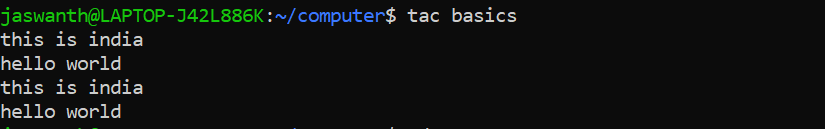 jaswanth@LAPTOP-J42L886K:~/computer$ tac basics
this is india
hello world
this is india
hello world